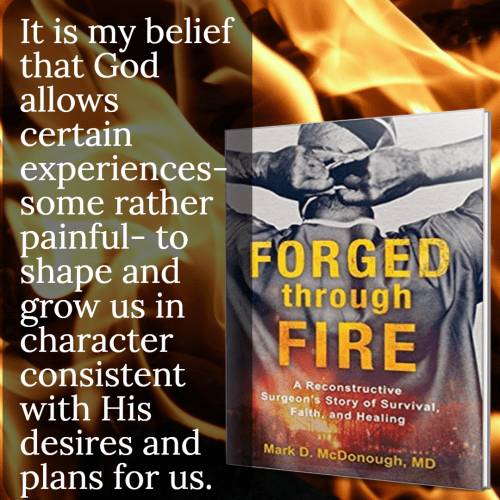 It is my belief
that God
allows
certain
experiences-
some rather
painful- to
shape and
grow us in
character
consistent
with His
desires and
plans for us.
FORGED
through
FIRE
A Reconstructive
Surgeon's Story of Survival,
Faith, and Healing
Mark D. McDonough, MD